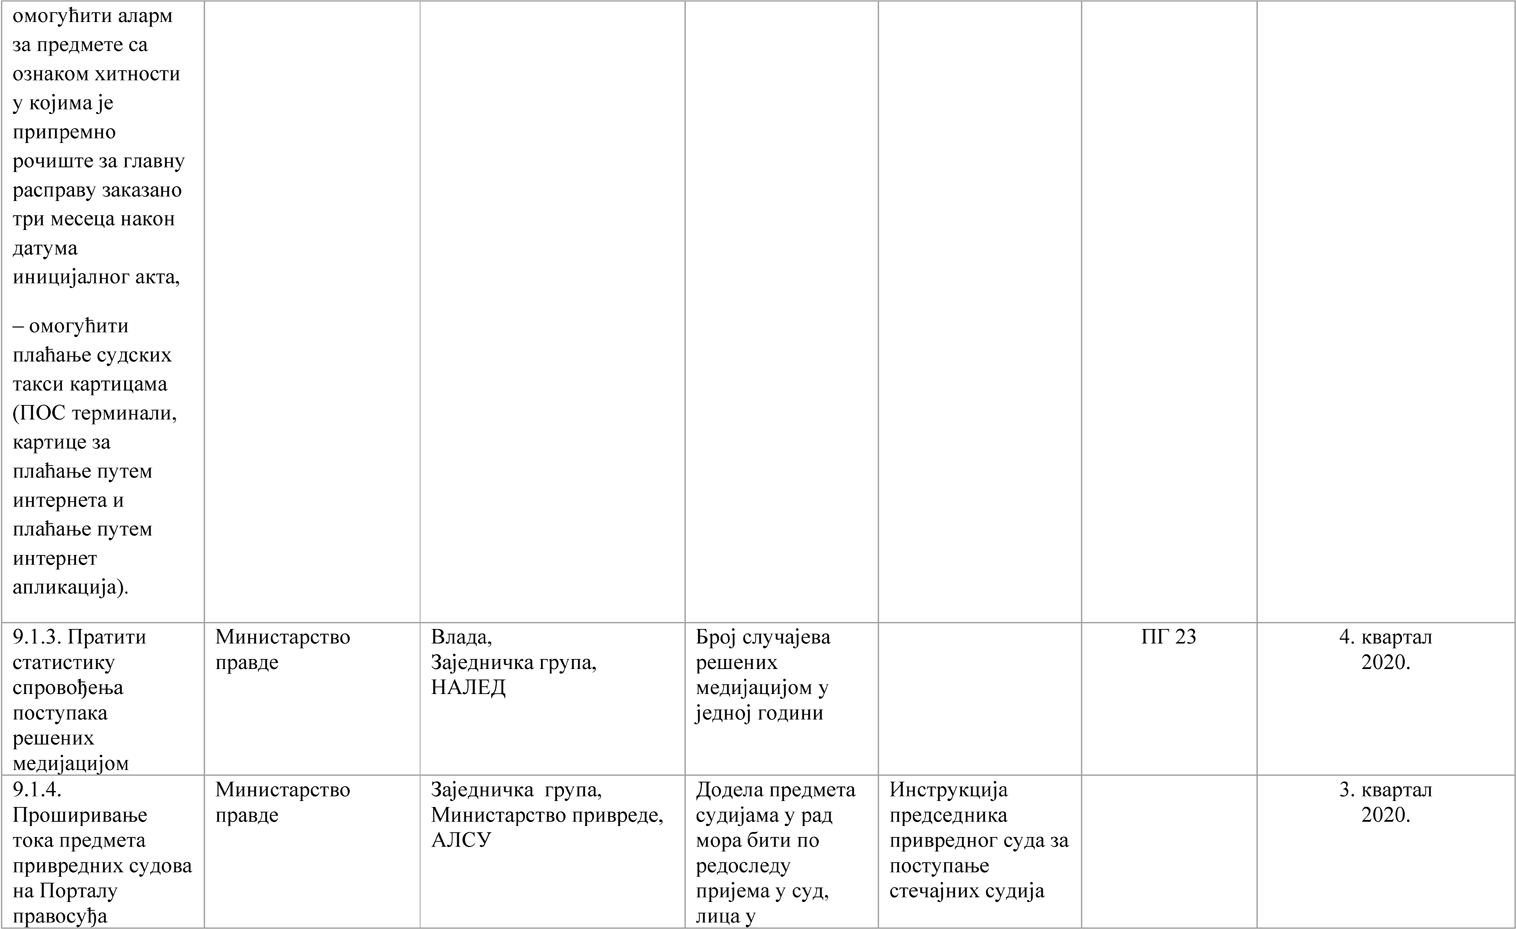 омогућити аларм
за предмете са
ознаком хитности
у којима је
припремно
рочиште за главну
расправу заказано
три месеца након
датума
иницијалног акта,
– омогућити
плаћање судских
такси картицама
(ПОС терминали,
картице за
плаћање путем
интернета и
плаћање путем
интернет
апликација).
9.1.3. Пратити
статистику
спровођења
поступака
решених
медијацијом
Министарство
правде
Влада,
Заједничка група,
НАЛЕД
Број случајева
решених
медијацијом у
једној години
ПГ 23
4. квартал
2020.
9.1.4.
Проширивање
тока предмета
привредних судова
на Порталу
правосуђа
Министарство
правде
Заједничка група,
Министарство привреде,
АЛСУ
Додела предмета
судијама у рад
мора бити по
редоследу
пријема у суд,
лица у
Инструкција
председника
привредног суда за
поступање
стечајних судија
3. квартал
2020.